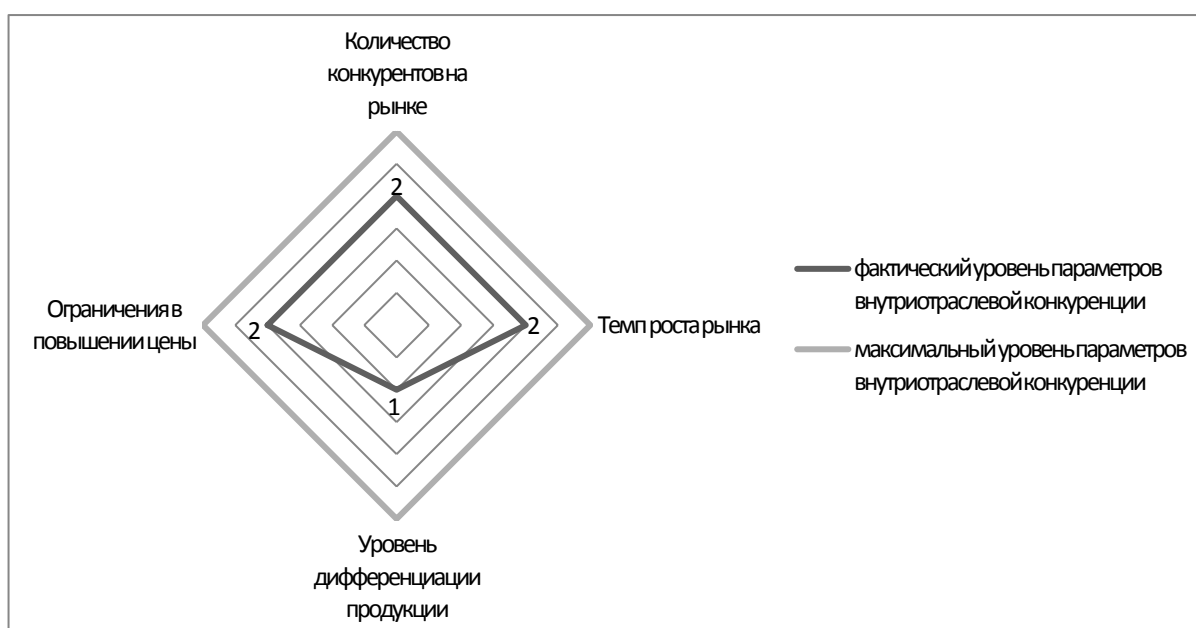 Количество
конкурентов на
рынке
2
Ограничения в
повышении цены
2
2
Темп роста рынка
1
Уровень
дифференциации
продукции
фактический уровень параметров
внутриотраслевой конкуренции
максимальный уровень параметров
внутриотраслевой конкуренции